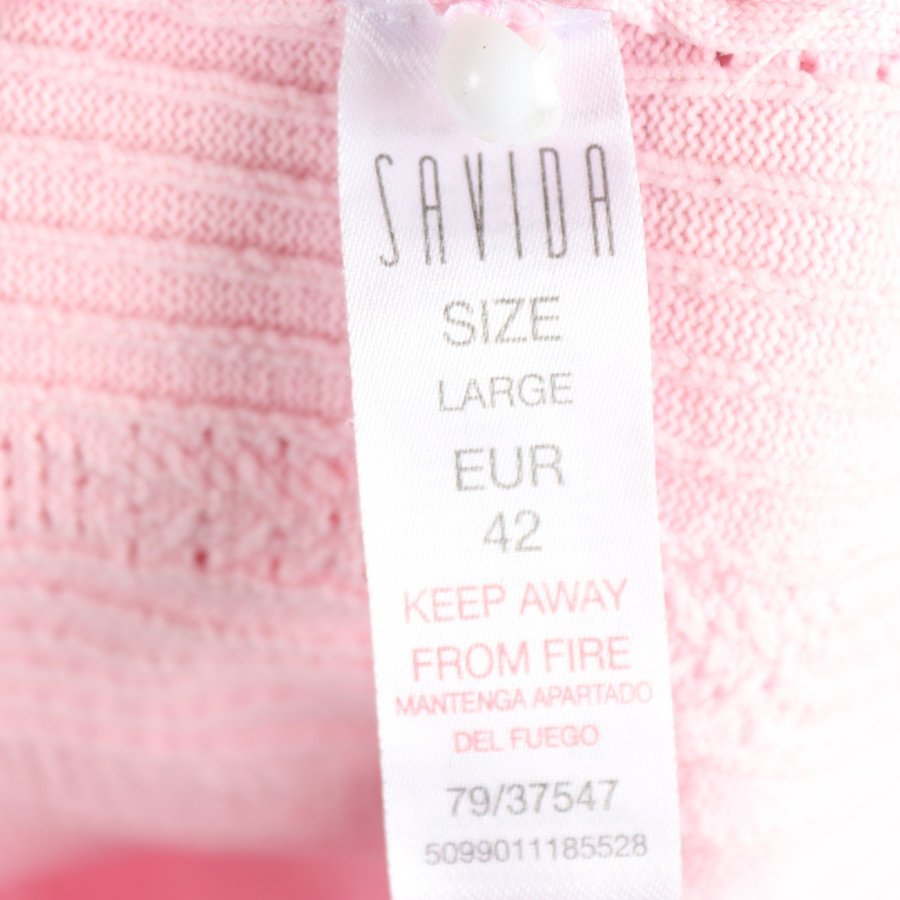 SAVIDA
SIZE
LARGE
EUR
42
KEEP AWAY
FROM FIRE
MANTENGA APARTADO
DEL FUEGO
79/37547
5099011185528